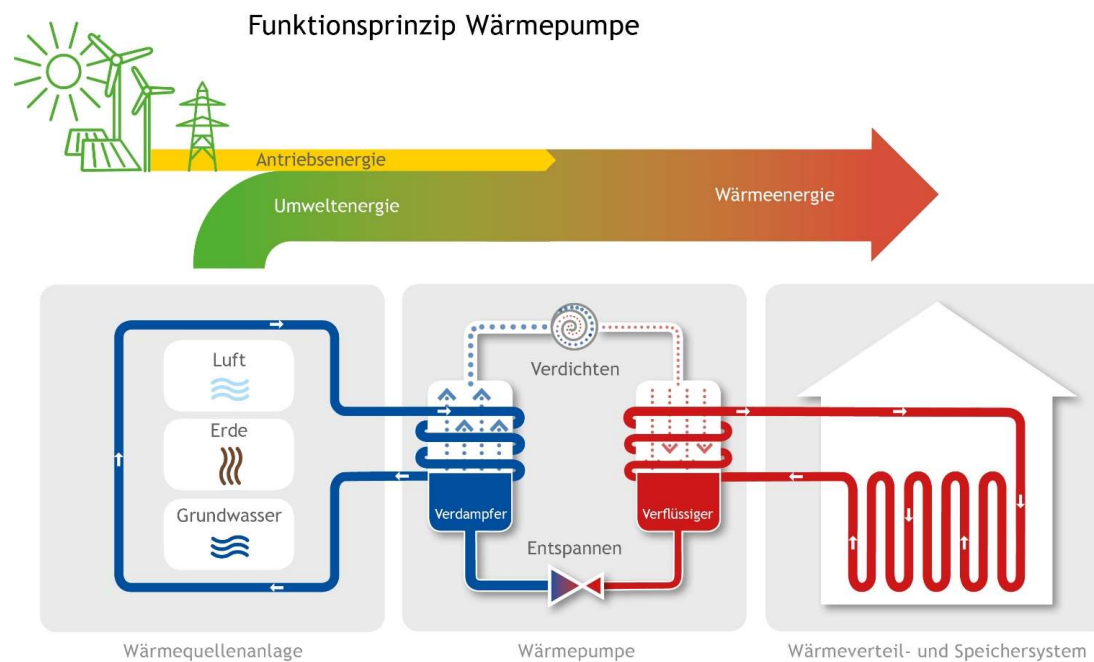 Funktionsprinzip Wärmepumpe
Antriebsenergie
Umweltenergie
Wärmeenergie
Luft
Erde
Grundwasser
Verdichten
Verdampfer
Verflüssiger
Entspannen
Wärmequellenanlage
Wärmepumpe
Wärmeverteil- und Speichersystem